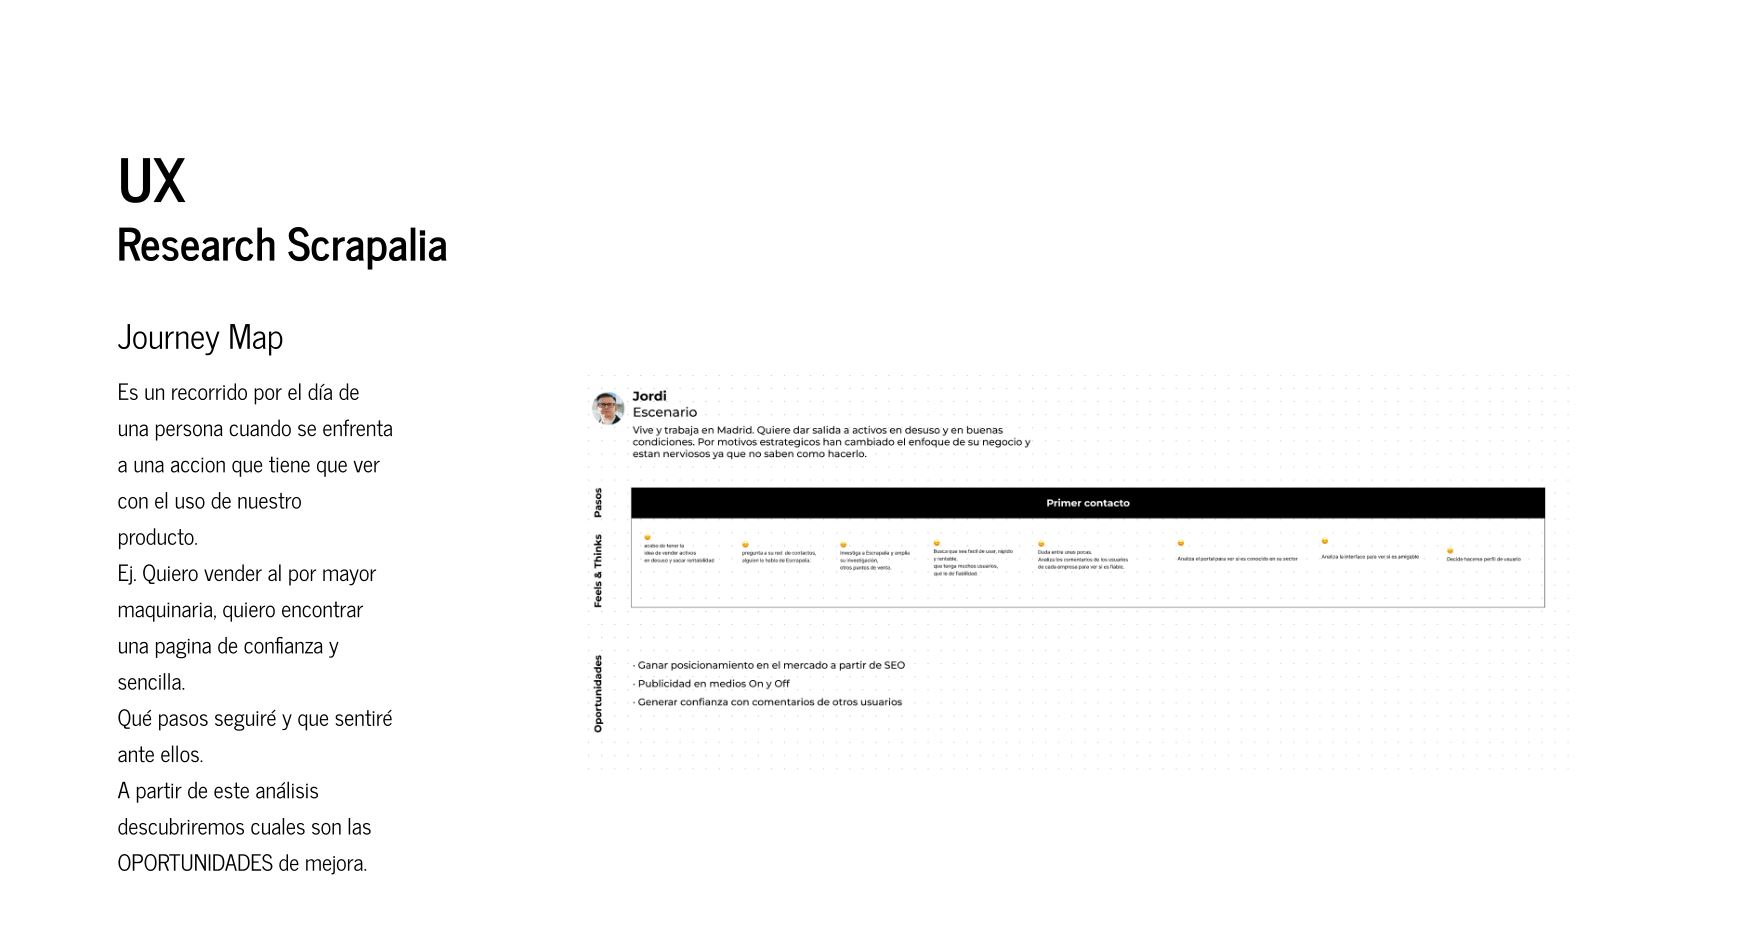 UX
Research Scrapalia
Journey Map
Es un recorrido por el día de
una persona cuando se enfrenta
a una accion que tiene que ver
con el uso de nuestro
producto.
Ej. Quiero vender al por mayor
maquinaria, quiero encontrar
una pagina de confianza y
sencilla.
Qué pasos seguiré y que sentiré
ante ellos.
A partir de este análisis
descubriremos cuales son las
OPORTUNIDADES de mejora.
Jordi
Escenario
Vive y trabaja en Madrid. Quiere dar salida a activos en desuso y en buenas
condiciones. Por motivos estrategicos han cambiado el enfoque de su negocio y
estan nerviosos ya que no saben como hacerlo.
Pasos
Primer contacto
Feels & Thinks
acabo de tener la
idea de vender activos
en desuso y sacar rentabilidad
pregunta a su red de contactos,
alguien le habla de Escrapalia.
Investiga a Escrapalia y amplia
su investigación,
otros puntos de venta.
Busca que sea facil de usar, rápido
y rentable,
que tenga muchos usuarios,
que le de fiabilidad
Duda entre unas pocas.
Analiza los comentarios de los usuarios
de cada empresa para ver si es fiable.
Analiza el portal para ver si es conocido en su sector
Analiza la interface para ver si es amigable
Decide hacerse perfil de usuario
Oportunidades
· Ganar posicionamiento en el mercado a partir de SEO
· Publicidad en medios On y Off
· Generar confianza con comentarios de otros usuarios